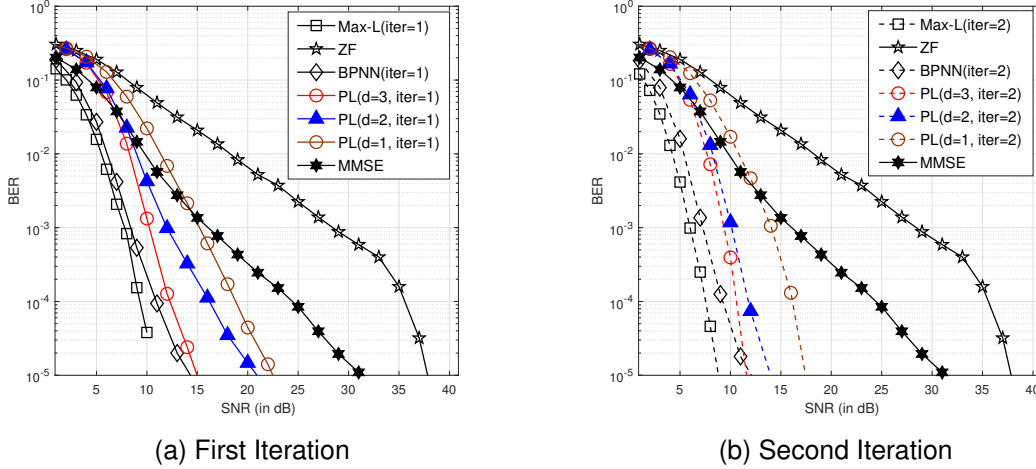 Max-L(iter=1)
ZF
BPNN(iter=1)
PL(d=3, iter=1)
PL(d=2, iter=1)
PL(d=1, iter=1)
MMSE
BER
10^-1
10^-2
10^-3
10^-4
10^-5
5 10 15 20 25 30 35 40
SNR (in dB)
(a) First Iteration
Max-L(iter=2)
ZF
BPNN(iter=2)
PL(d=3, iter=2)
PL(d=2, iter=2)
PL(d=1, iter=2)
MMSE
BER
10^-1
10^-2
10^-3
10^-4
10^-5
5 10 15 20 25 30 35 40
SNR (in dB)
(b) Second Iteration